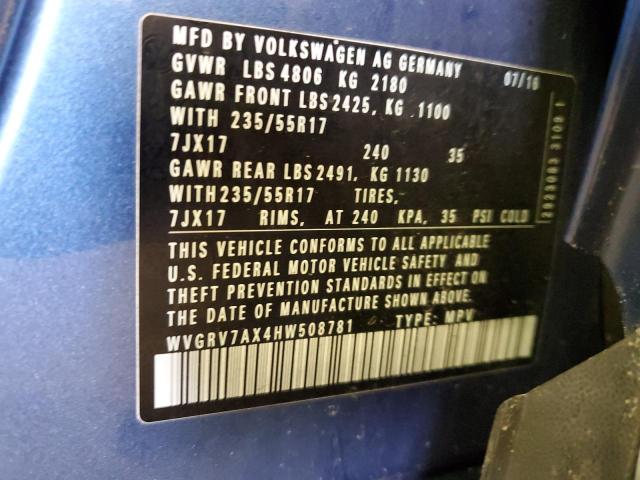 MFD BY VOLKSWAGEN AG GERMANY 07/16
GVWR LBS 4806 KG 2180
GAWR FRONT LBS 2425, KG 1100
WITH 235/55R17
7JX17 240 35
GAWR REAR LBS 2491, KG 1130
WITH 235/55R17 TIRES,
7JX17 RIMS, AT 240 KPA, 35 PSI COLD
THIS VEHICLE CONFORMS TO ALL APPLICABLE
U.S. FEDERAL MOTOR VEHICLE SAFETY AND
THEFT PREVENTION STANDARDS IN EFFECT ON
THE DATE OF MANUFACTURE SHOWN ABOVE.
WVGRV7AX4HW508781 TYPE: MPV
2023083 3109 1